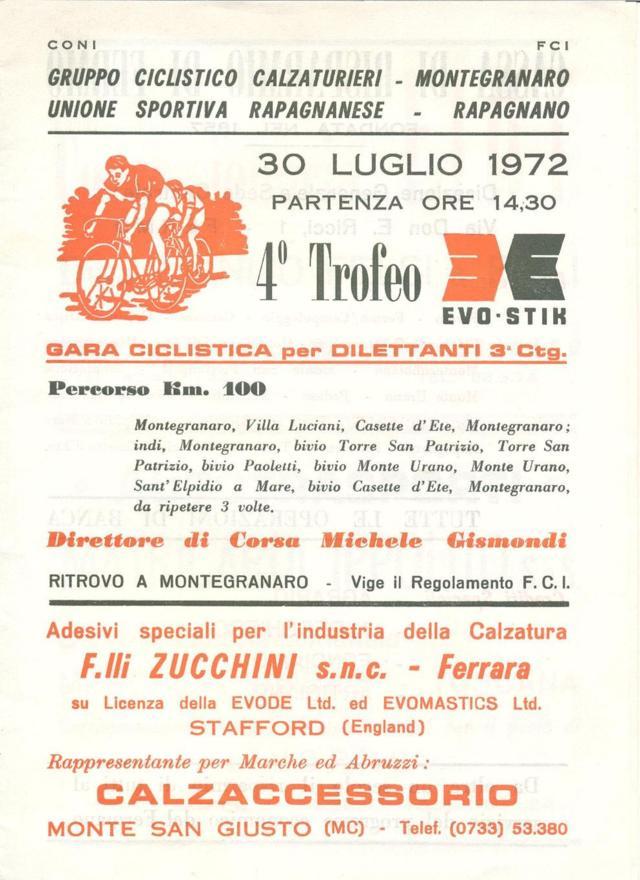 CONI FCI
GRUPPO CICLISTICO CALZATURIERI - MONTEGRANARO
UNIONE SPORTIVA RAPAGNANESE - RAPAGNANO
30 LUGLIO 1972
PARTENZA ORE 14,30
4° Trofeo
EVO-STIK
GARA CICLISTICA per DILETTANTI 3ª Ctg.
Percorso Km. 100
Montegranaro, Villa Luciani, Casette d'Ete, Montegranaro;
indi, Montegranaro, bivio Torre San Patrizio, Torre San
Patrizio, bivio Paoletti, bivio Monte Urano, Monte Urano,
Sant'Elpidio a Mare, bivio Casette d'Ete, Montegranaro,
da ripetere 3 volte.
Direttore di Corsa Michele Gismondi
RITROVO A MONTEGRANARO - Vige il Regolamento F.C.I.
Adesivi speciali per l'industria della Calzatura
F.lli ZUCCHINI s.n.c. - Ferrara
su Licenza della EVODE Ltd. ed EVOMASTICS Ltd.
STAFFORD (England)
Rappresentante per Marche ed Abruzzi:
CALZACCESSORIO
MONTE SAN GIUSTO (MC) - Telef. (0733) 53.380